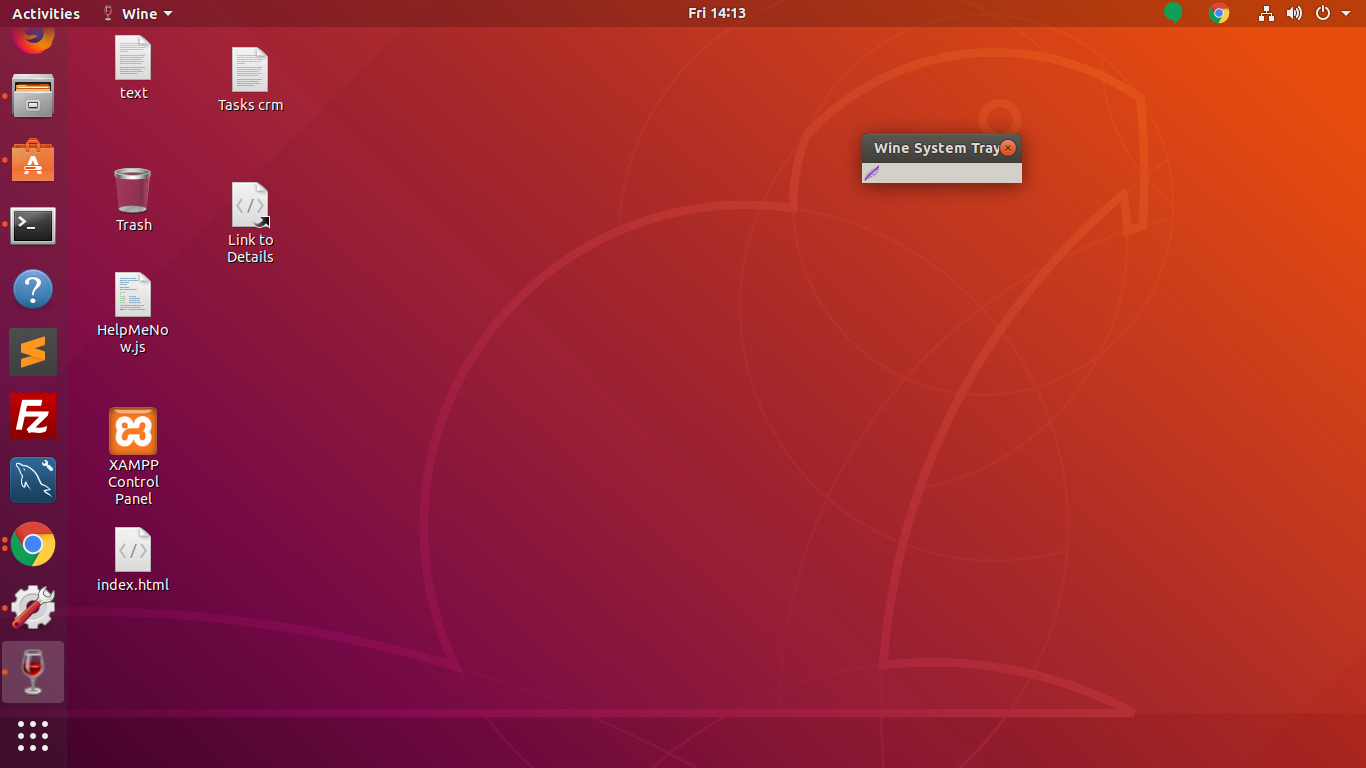 Activities
Wine
Fri 14:13
text
Tasks crm
Wine System Tray
Trash
Link to
Details
HelpMeNo
w.js
XAMPP
Control
Panel
index.html